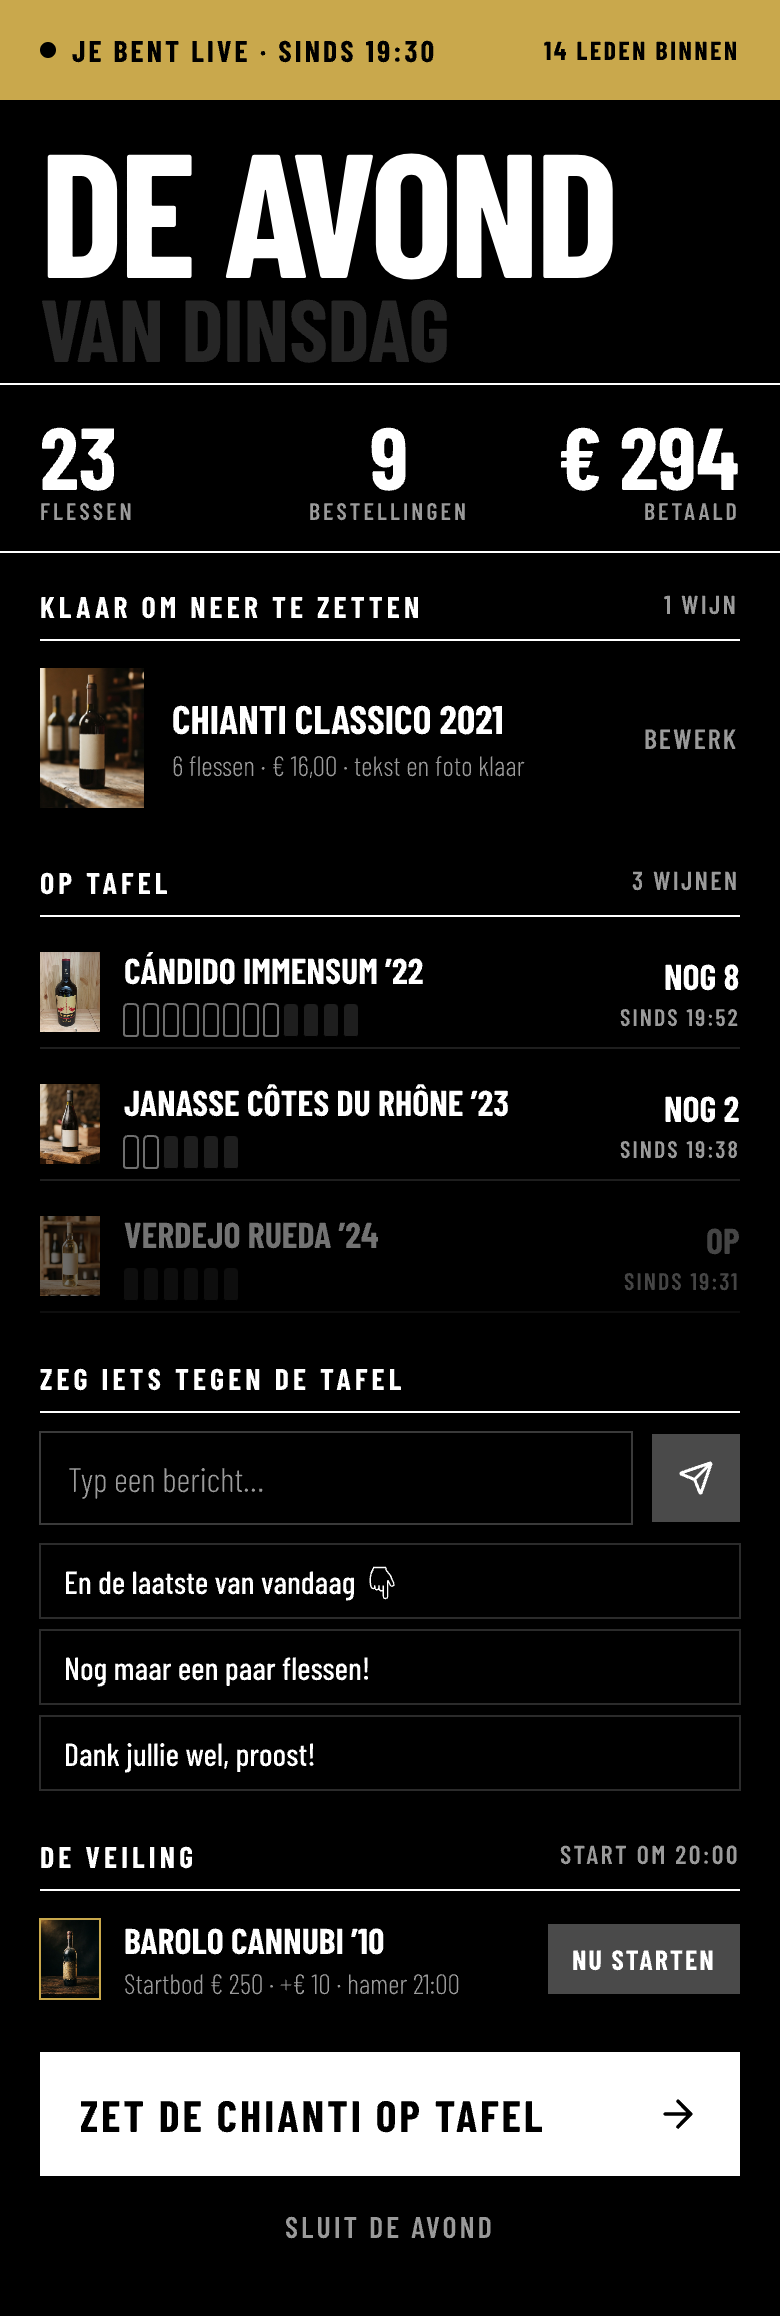 JE BENT LIVE · SINDS 19:30
14 LEDEN BINNEN
DE AVOND
VAN DINSDAG
23
FLESSEN
9
BESTELLINGEN
€ 294
BETAALD
KLAAR OM NEER TE ZETTEN
1 WIJN
CHIANTI CLASSICO 2021
6 flessen · € 16,00 · tekst en foto klaar
BEWERK
OP TAFEL
3 WIJNEN
CÁNDIDO IMMENSUM ’22
NOG 8
SINDS 19:52
JANASSE CÔTES DU RHÔNE ’23
NOG 2
SINDS 19:38
VERDEJO RUEDA ’24
OP
SINDS 19:31
ZEG IETS TEGEN DE TAFEL
Typ een bericht...
En de laatste van vandaag 👇
Nog maar een paar flessen!
Dank jullie wel, proost!
DE VEILING
START OM 20:00
BAROLO CANNUBI ’10
Startbod € 250 · +€ 10 · hamer 21:00
NU STARTEN
ZET DE CHIANTI OP TAFEL →
SLUIT DE AVOND